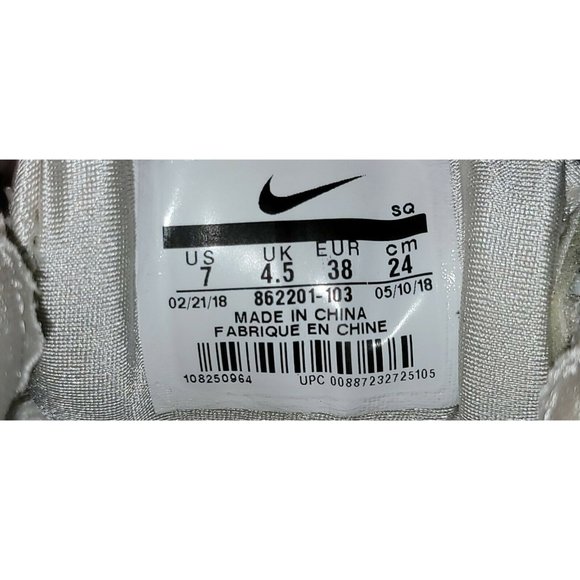 SQ
US UK EUR cm
7 4.5 38 24
02/21/18 862201-103 05/10/18
MADE IN CHINA
FABRIQUE EN CHINE
108250964 UPC 00887232725105